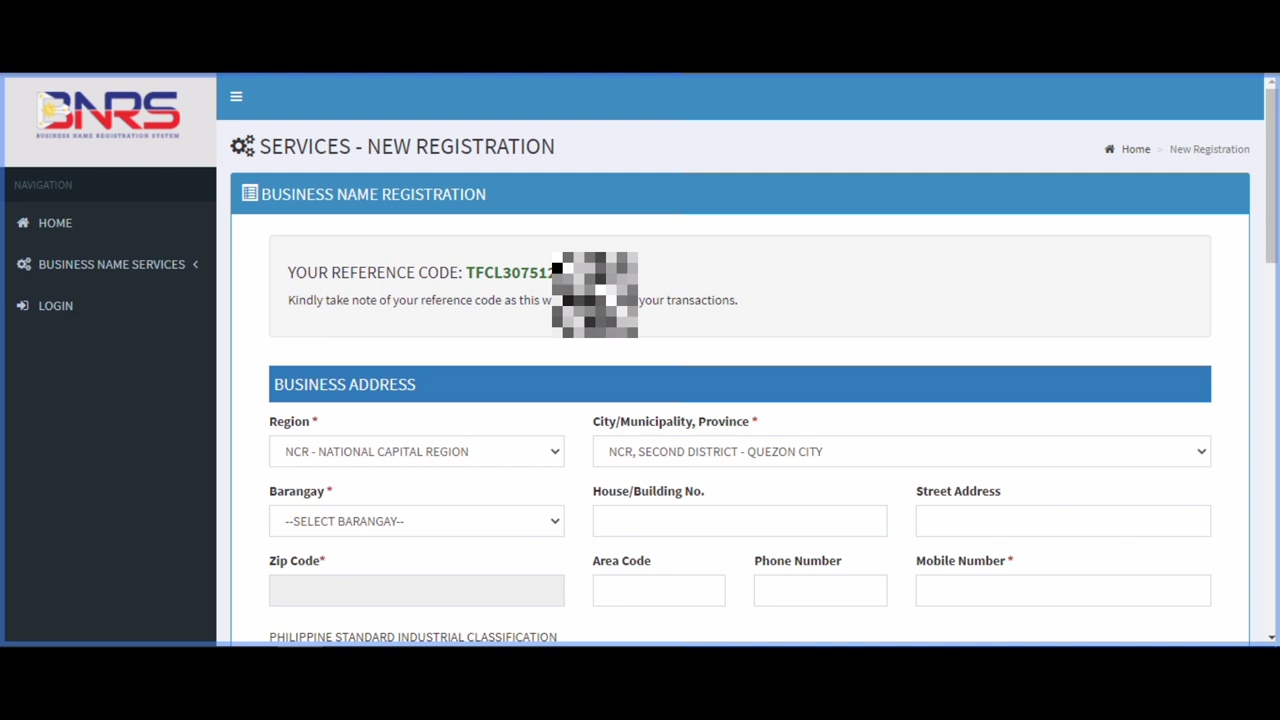 BNRS
BUSINESS NAME REGISTRATION SYSTEM
SERVICES - NEW REGISTRATION
Home > New Registration
NAVIGATION
HOME
BUSINESS NAME SERVICES <
LOGIN
BUSINESS NAME REGISTRATION
YOUR REFERENCE CODE: TFCL307512
Kindly take note of your reference code as this w your transactions.
BUSINESS ADDRESS
Region * City/Municipality, Province *
NCR - NATIONAL CAPITAL REGION NCR, SECOND DISTRICT - QUEZON CITY
Barangay * House/Building No. Street Address
--SELECT BARANGAY--
Zip Code* Area Code Phone Number Mobile Number *
PHILIPPINE STANDARD INDUSTRIAL CLASSIFICATION